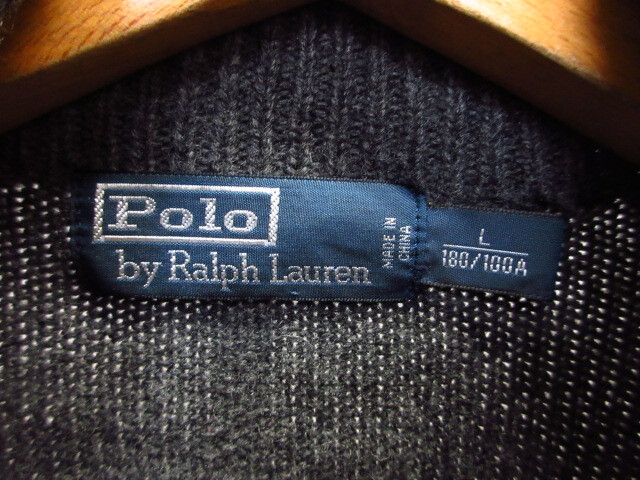 Polo
by Ralph Lauren
MADE IN
CHINA
L
180/100A